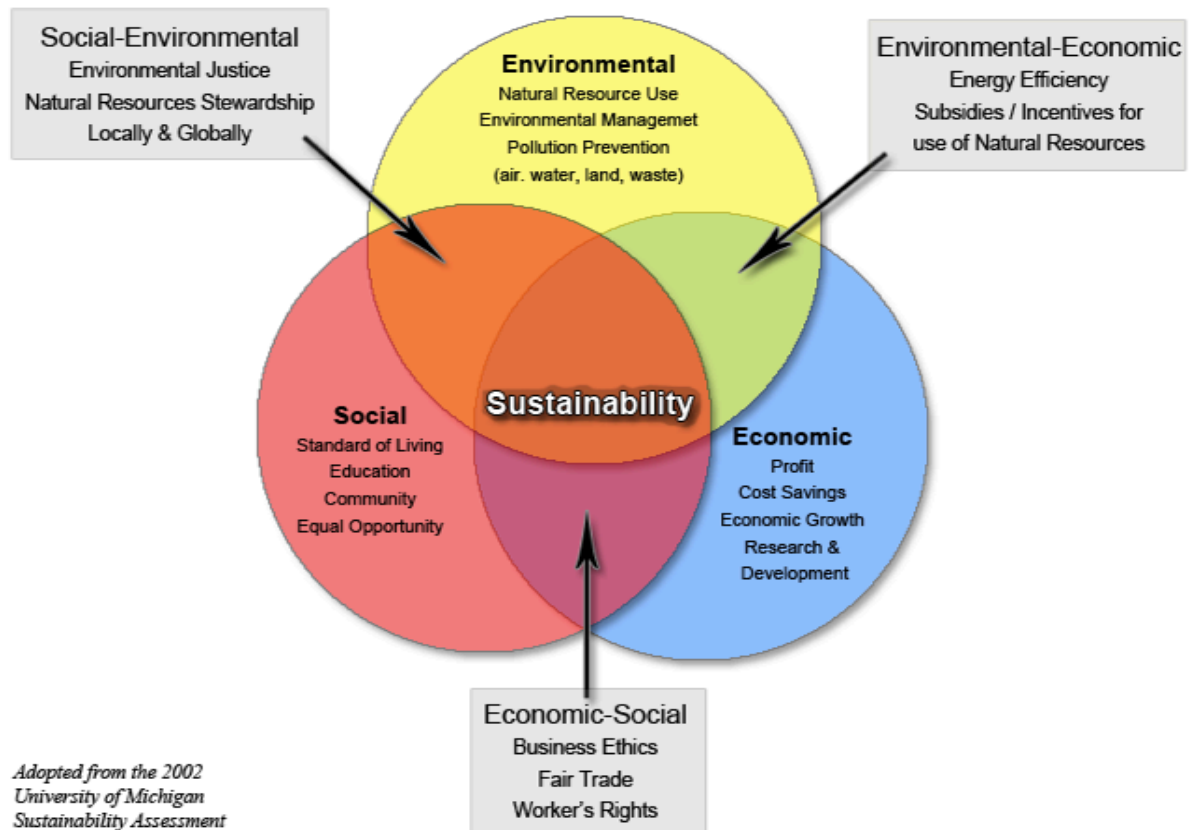 Social-Environmental
Environmental Justice
Natural Resources Stewardship
Locally & Globally
Environmental
Natural Resource Use
Environmental Managemet
Pollution Prevention
(air. water, land, waste)
Environmental-Economic
Energy Efficiency
Subsidies / Incentives for
use of Natural Resources
Sustainability
Social
Standard of Living
Education
Community
Equal Opportunity
Economic
Profit
Cost Savings
Economic Growth
Research &
Development
Economic-Social
Business Ethics
Fair Trade
Worker's Rights
Adopted from the 2002
University of Michigan
Sustainability Assessment